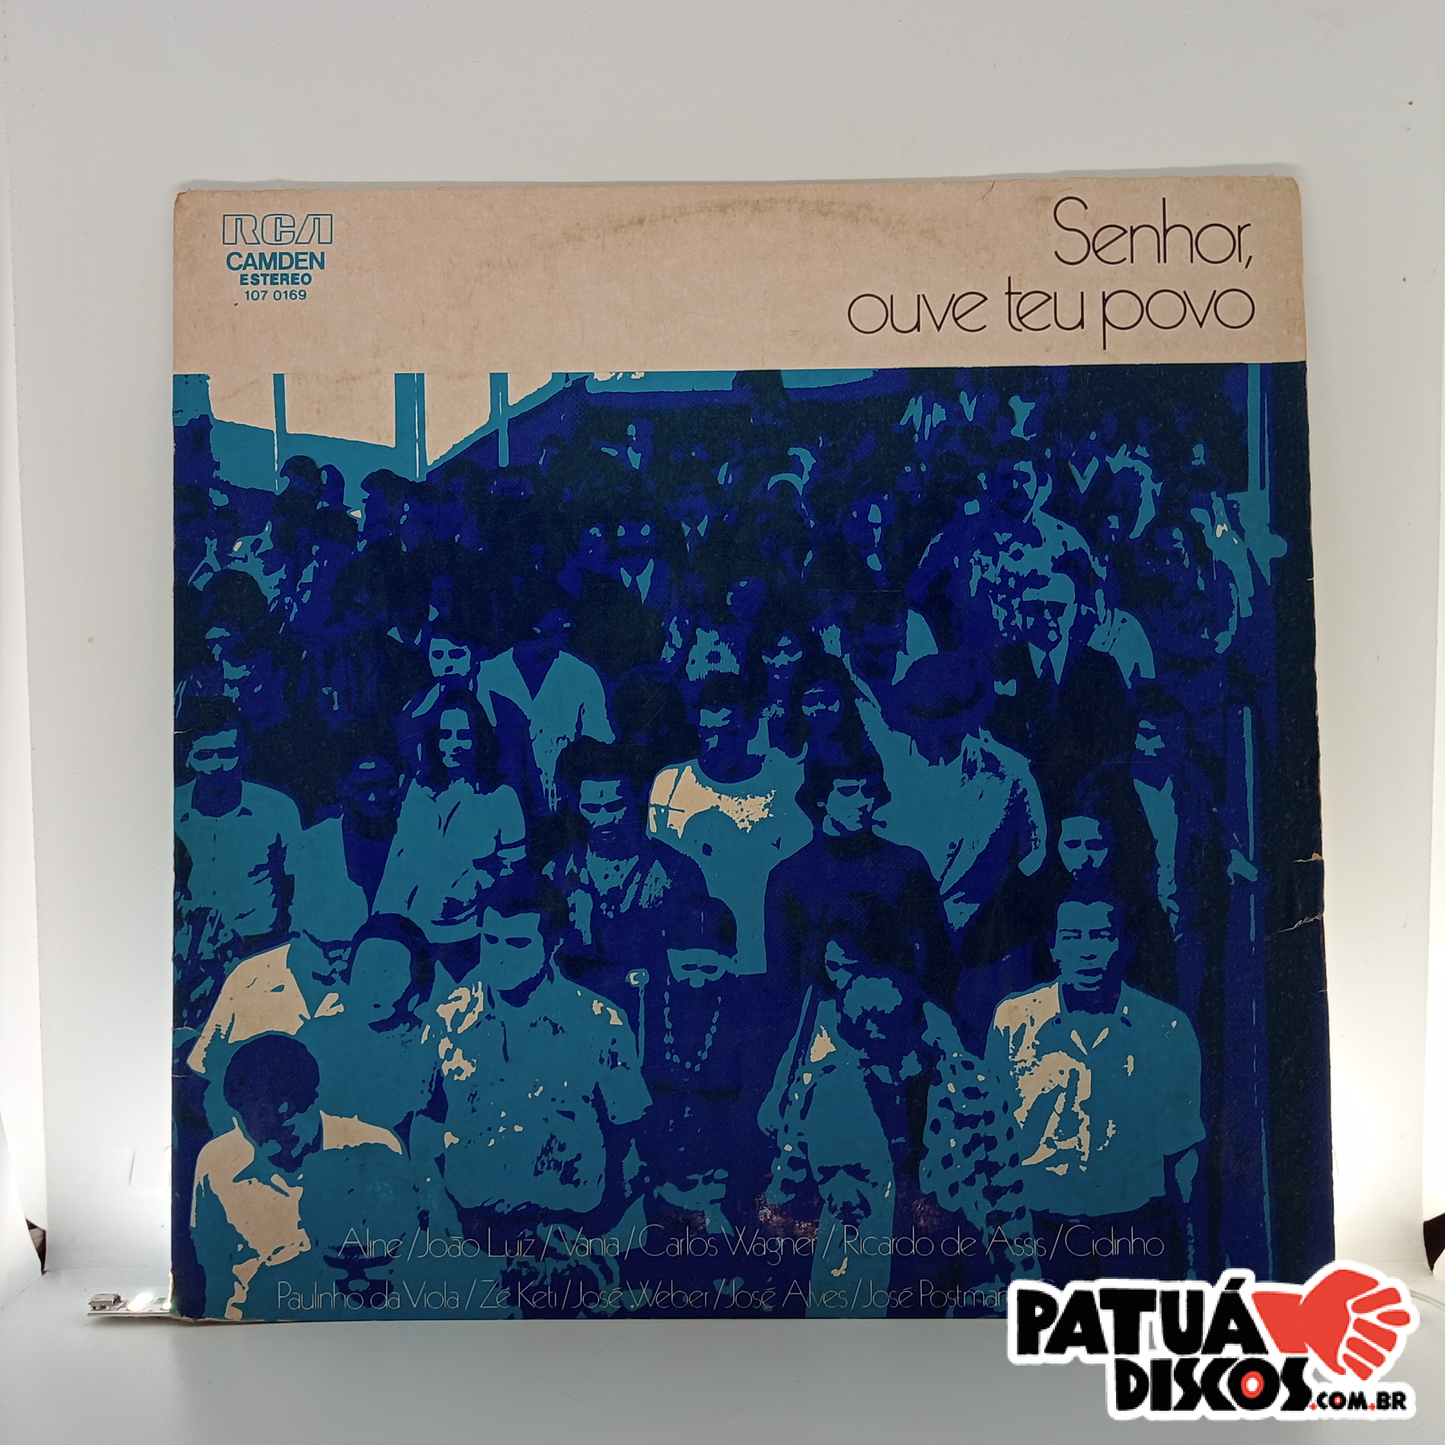 RCA
CAMDEN
ESTEREO
107 0169
Senhor,
ouve teu povo
Aline / João Luiz / Vania / Carlos Wagner / Ricardo de Assis / Cidinho
Paulinho da Viola / Zé Keti / José Weber / José Alves / José Postman
PATUÁ
DISCOS.COM.BR